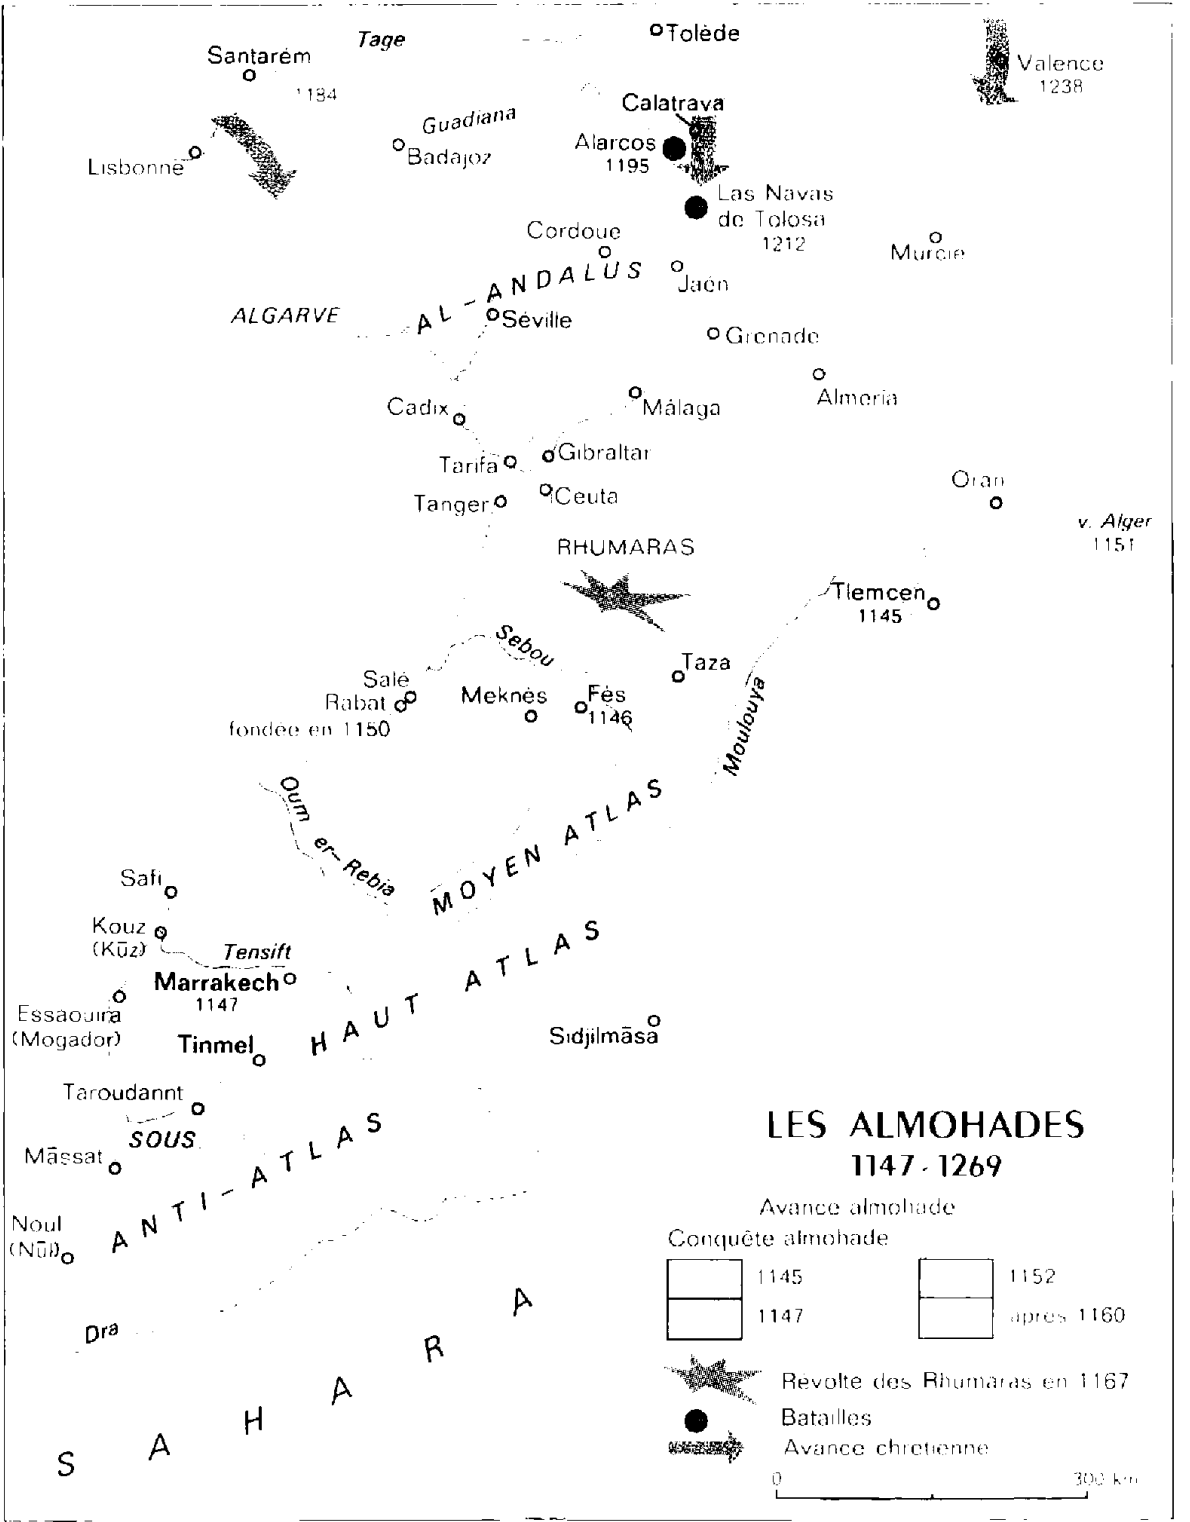 Tage
Tolède
Santarém
1184
Valence
1238
Guadiana
Calatrava
Lisbonne
Badajoz
Alarcos
1195
Las Navas
de Tolosa
1212
Cordoue
Murcie
AL-ANDALUS
Jaén
ALGARVE
Séville
Grenade
Almeria
Cadix
Málaga
Tarifa
Gibraltar
Tanger
Ceuta
Oran
v. Alger
1151
RHUMARAS
Tlemcen
1145
Sebou
Taza
Salé
Rabat
fondée en 1150
Meknès
Fès
1146
Moulouya
Oum er-Rebia
MOYEN ATLAS
Safi
Kouz
(Kūz)
Tensift
Marrakech
1147
HAUT ATLAS
Essaouira
(Mogador)
Tinmel
Sidjilmāsa
Taroudannt
SOUS
Māssat
ANTI-ATLAS
Noul
(Nūl)
Dra
SAHARA
LES ALMOHADES
1147-1269
Avance almohade
Conquête almohade
1145
1152
1147
après 1160
Révolte des Rhumaras en 1167
Batailles
Avance chrétienne
0 300 km